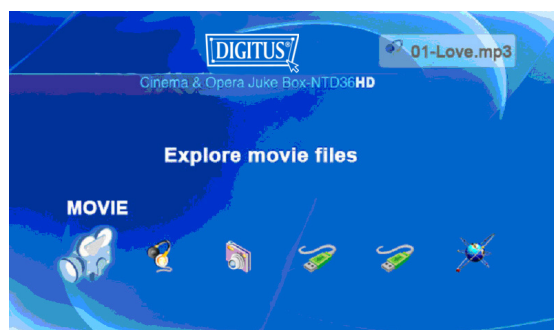 DIGITUS®
01-Love.mp3
Cinema & Opera Juke Box-NTD36HD
Explore movie files
MOVIE